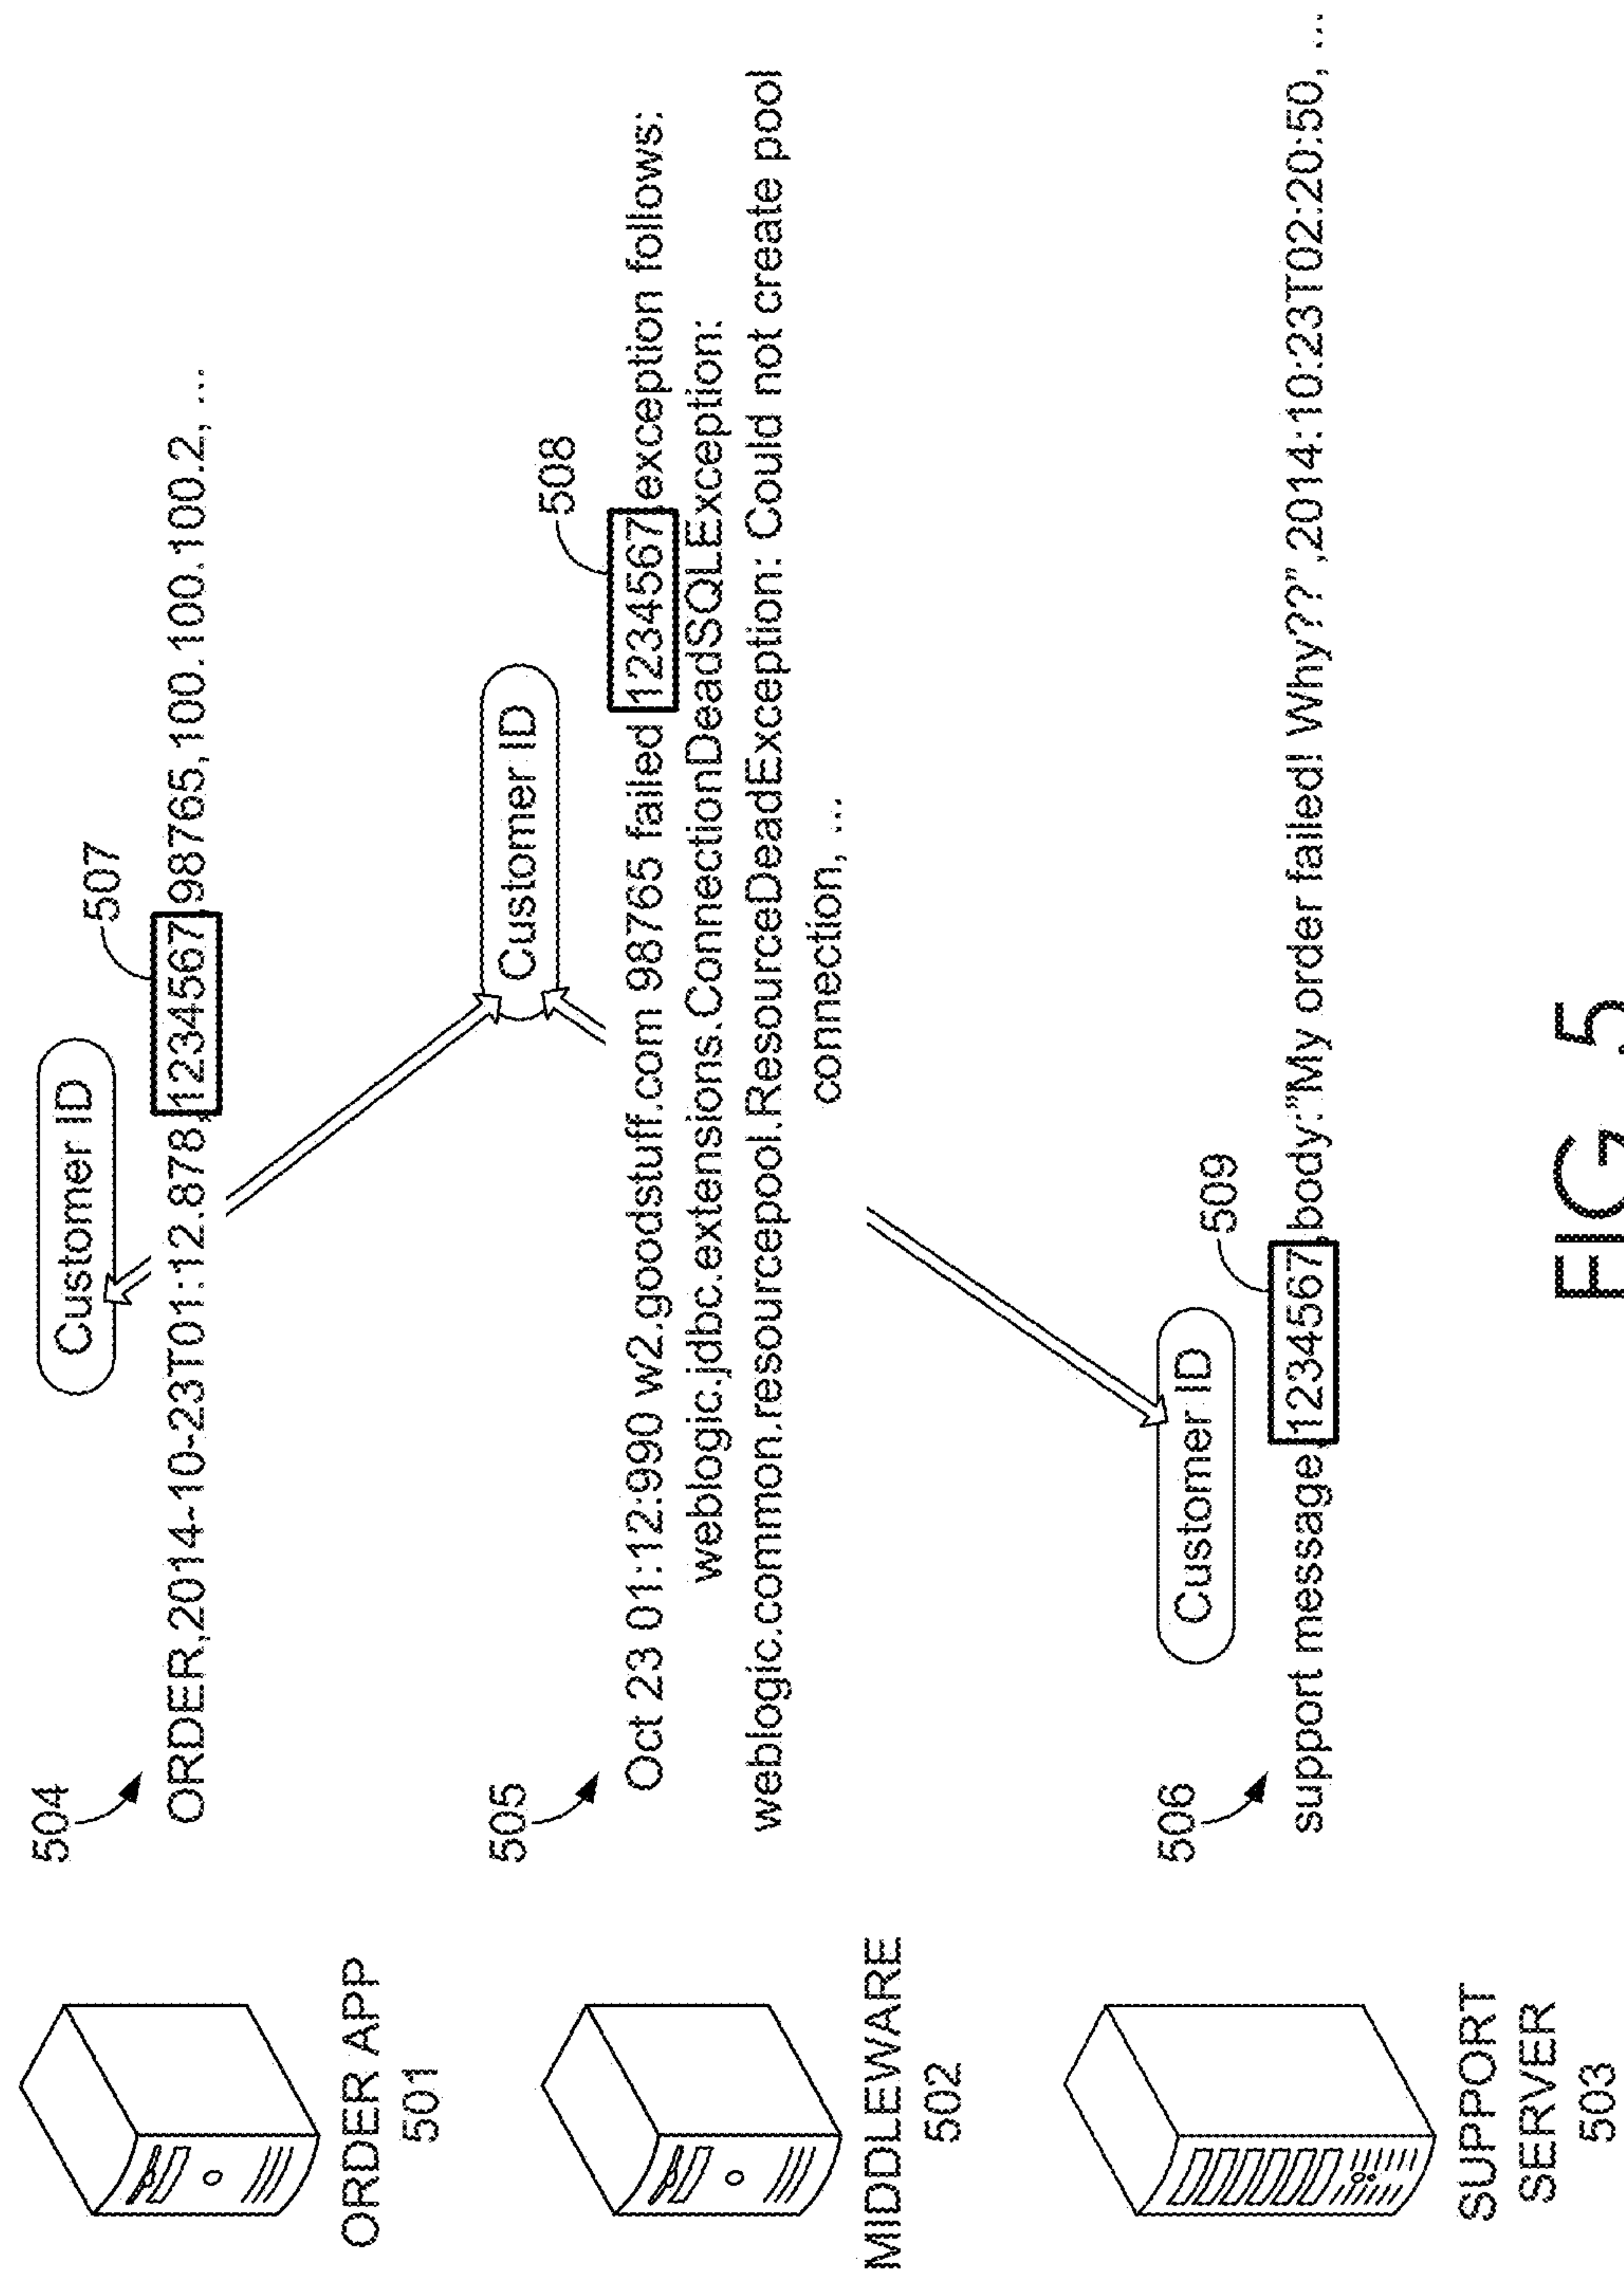 504
Customer ID
507
ORDER,2014-10-23T01:12.878,1234567,98765,100.100.100.2, ...
ORDER APP
501
505
Customer ID
508
Oct 23 01:12:990 w2.goodstuff.com 98765 failed 1234567,exception follows:
weblogic.jdbc.extensions.ConnectionDeadSQLException:
weblogic.common.resourcepool.ResourceDeadException: Could not create pool
connection, ...
MIDDLEWARE
502
506
Customer ID
509
support message,1234567,body:"My order failed! Why??",2014:10:23T02:20:50, ...
SUPPORT
SERVER
503
FIG. 5